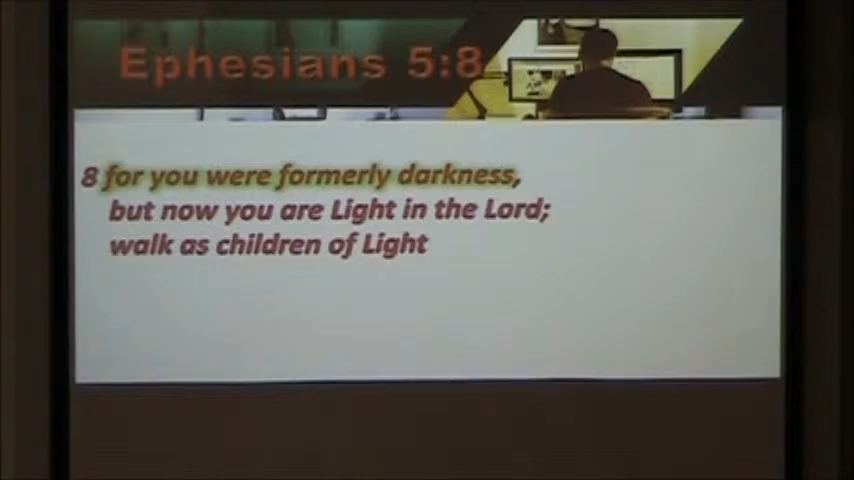 Ephesians 5:8
8 for you were formerly darkness,
but now you are Light in the Lord;
walk as children of Light